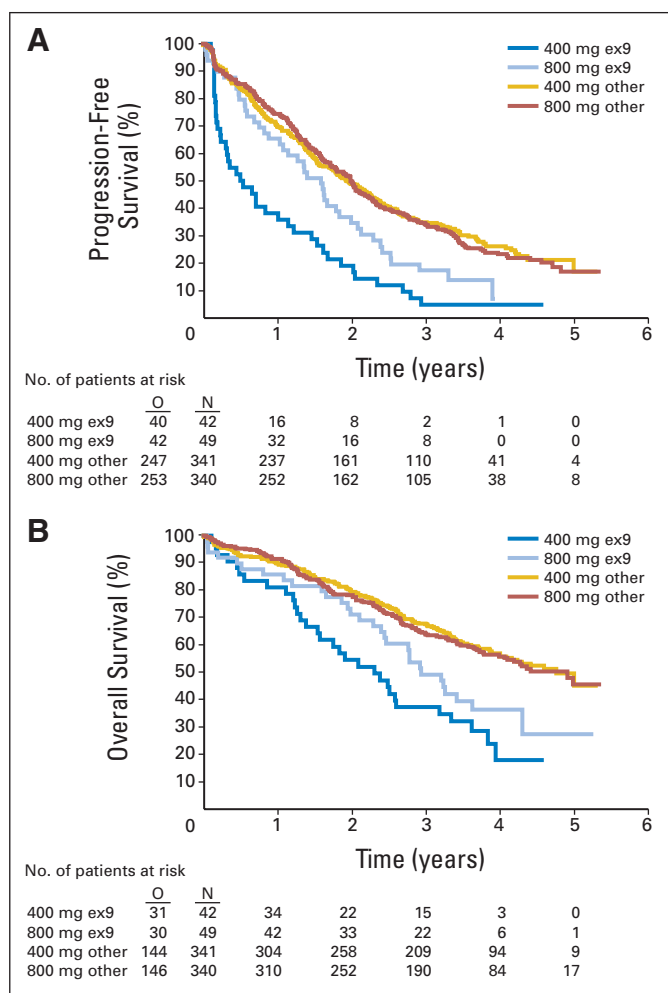 A
100
90
80
70
60
50
40
30
20
10
0
1
2
3
4
5
6
Progression-Free
Survival (%)
Time (years)
400 mg ex9
800 mg ex9
400 mg other
800 mg other
No. of patients at risk
O N
400 mg ex9 40 42 16 8 2 1 0
800 mg ex9 42 49 32 16 8 0 0
400 mg other 247 341 237 161 110 41 4
800 mg other 253 340 252 162 105 38 8
B
100
90
80
70
60
50
40
30
20
10
0
1
2
3
4
5
6
Overall Survival (%)
Time (years)
400 mg ex9
800 mg ex9
400 mg other
800 mg other
No. of patients at risk
O N
400 mg ex9 31 42 34 22 15 3 0
800 mg ex9 30 49 42 33 22 6 1
400 mg other 144 341 304 258 209 94 9
800 mg other 146 340 310 252 190 84 17